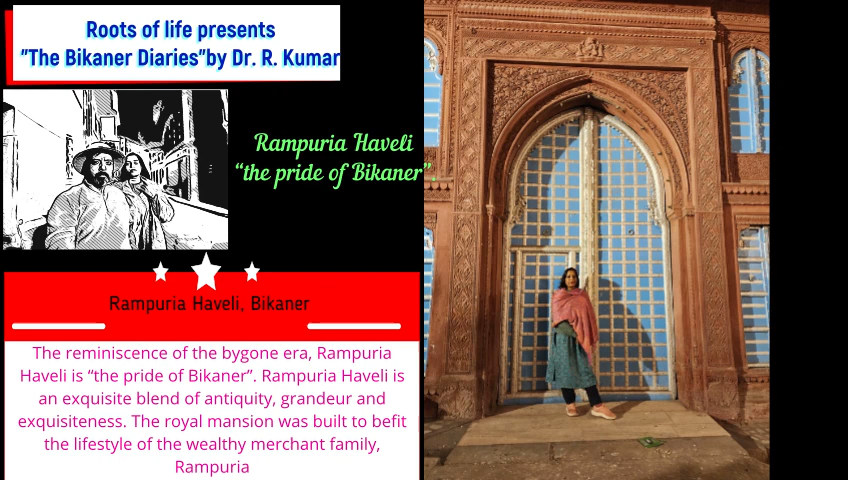 Roots of life presents
"The Bikaner Diaries"by Dr. R. Kumar
Rampuria Haveli
“the pride of Bikaner”.
Rampuria Haveli, Bikaner
The reminiscence of the bygone era, Rampuria
Haveli is “the pride of Bikaner”. Rampuria Haveli is
an exquisite blend of antiquity, grandeur and
exquisiteness. The royal mansion was built to befit
the lifestyle of the wealthy merchant family,
Rampuria